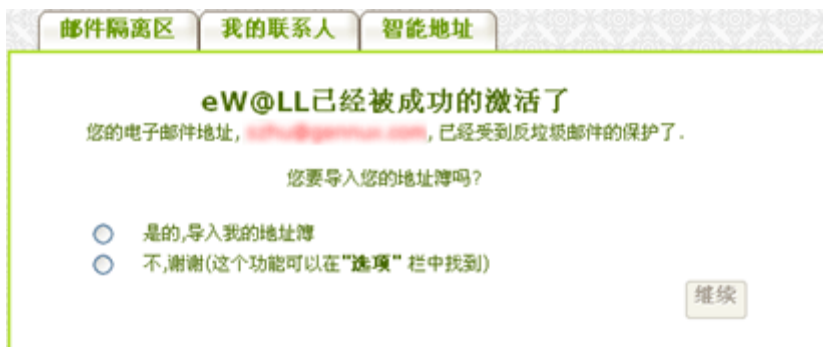 邮件隔离区 我的联系人 智能地址
eW@LL已经被成功的激活了
您的电子邮件地址, , 已经受到反垃圾邮件的保护了.
您要导入您的地址簿吗?
是的,导入我的地址簿
不,谢谢(这个功能可以在"选项" 栏中找到)
继续